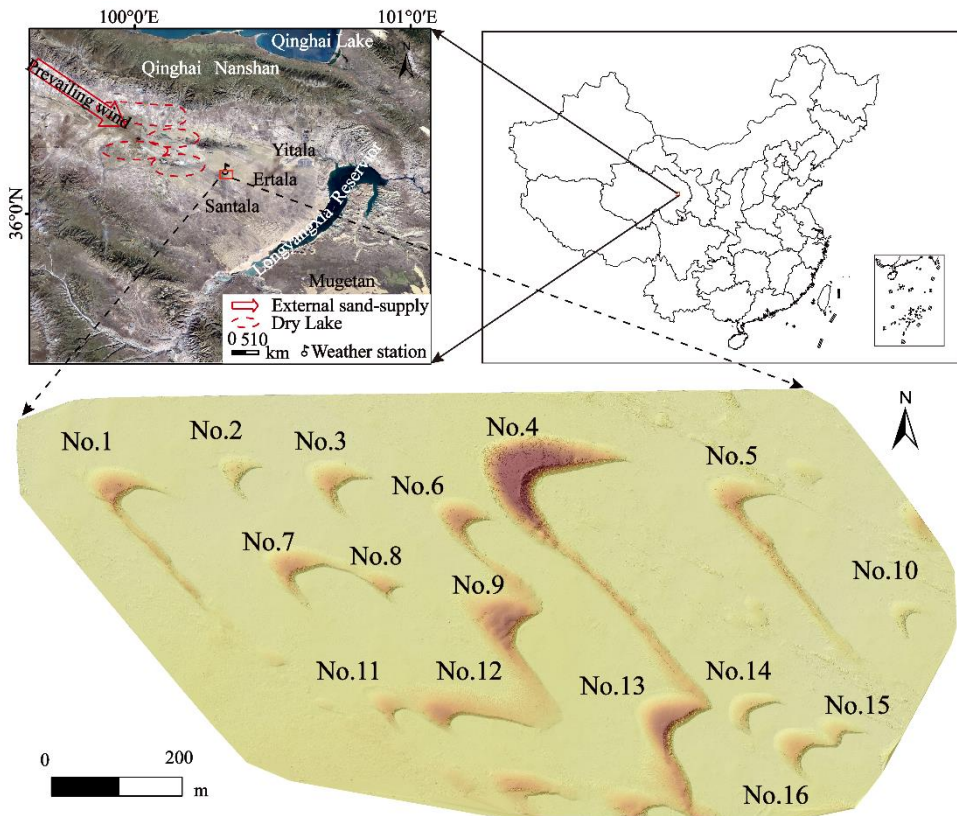 100°0′E
101°0′E
36°0′N
Qinghai Lake
Qinghai Nanshan
Prevailing wind
Yitala
Ertala
Santala
Longyangxia Reservoir
Mugetan
External sand-supply
Dry Lake
0 510
km
Weather station
N
No.1
No.2
No.3
No.4
No.5
No.6
No.7
No.8
No.9
No.10
No.11
No.12
No.13
No.14
No.15
No.16
0 200
m